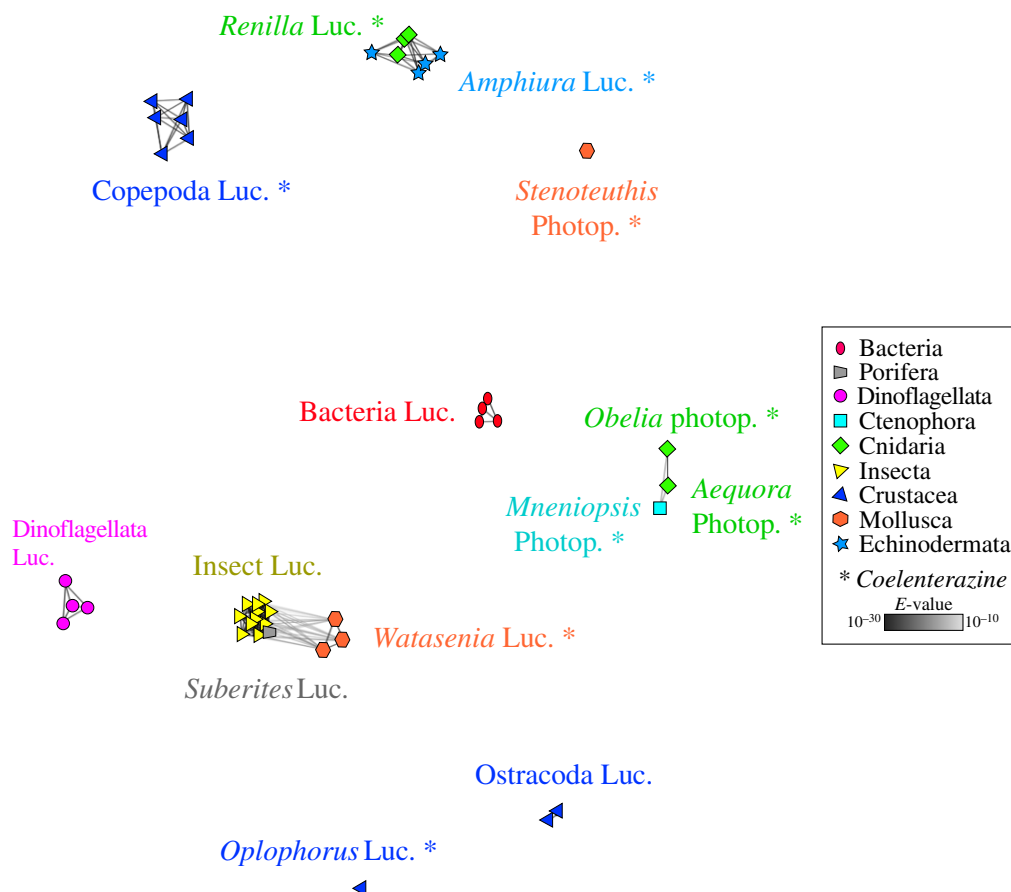 Renilla Luc. *
Amphiura Luc. *
Copepoda Luc. *
Stenoteuthis
Photop. *
Bacteria Luc.
Obelia photop. *
Mneniopsis
Photop. *
Aequora
Photop. *
Dinoflagellata
Luc.
Insect Luc.
Watasenia Luc. *
Suberites Luc.
Ostracoda Luc.
Oplophorus Luc. *
Bacteria
Porifera
Dinoflagellata
Ctenophora
Cnidaria
Insecta
Crustacea
Mollusca
Echinodermata
* Coelenterazine
E-value
10⁻³⁰ 10⁻¹⁰